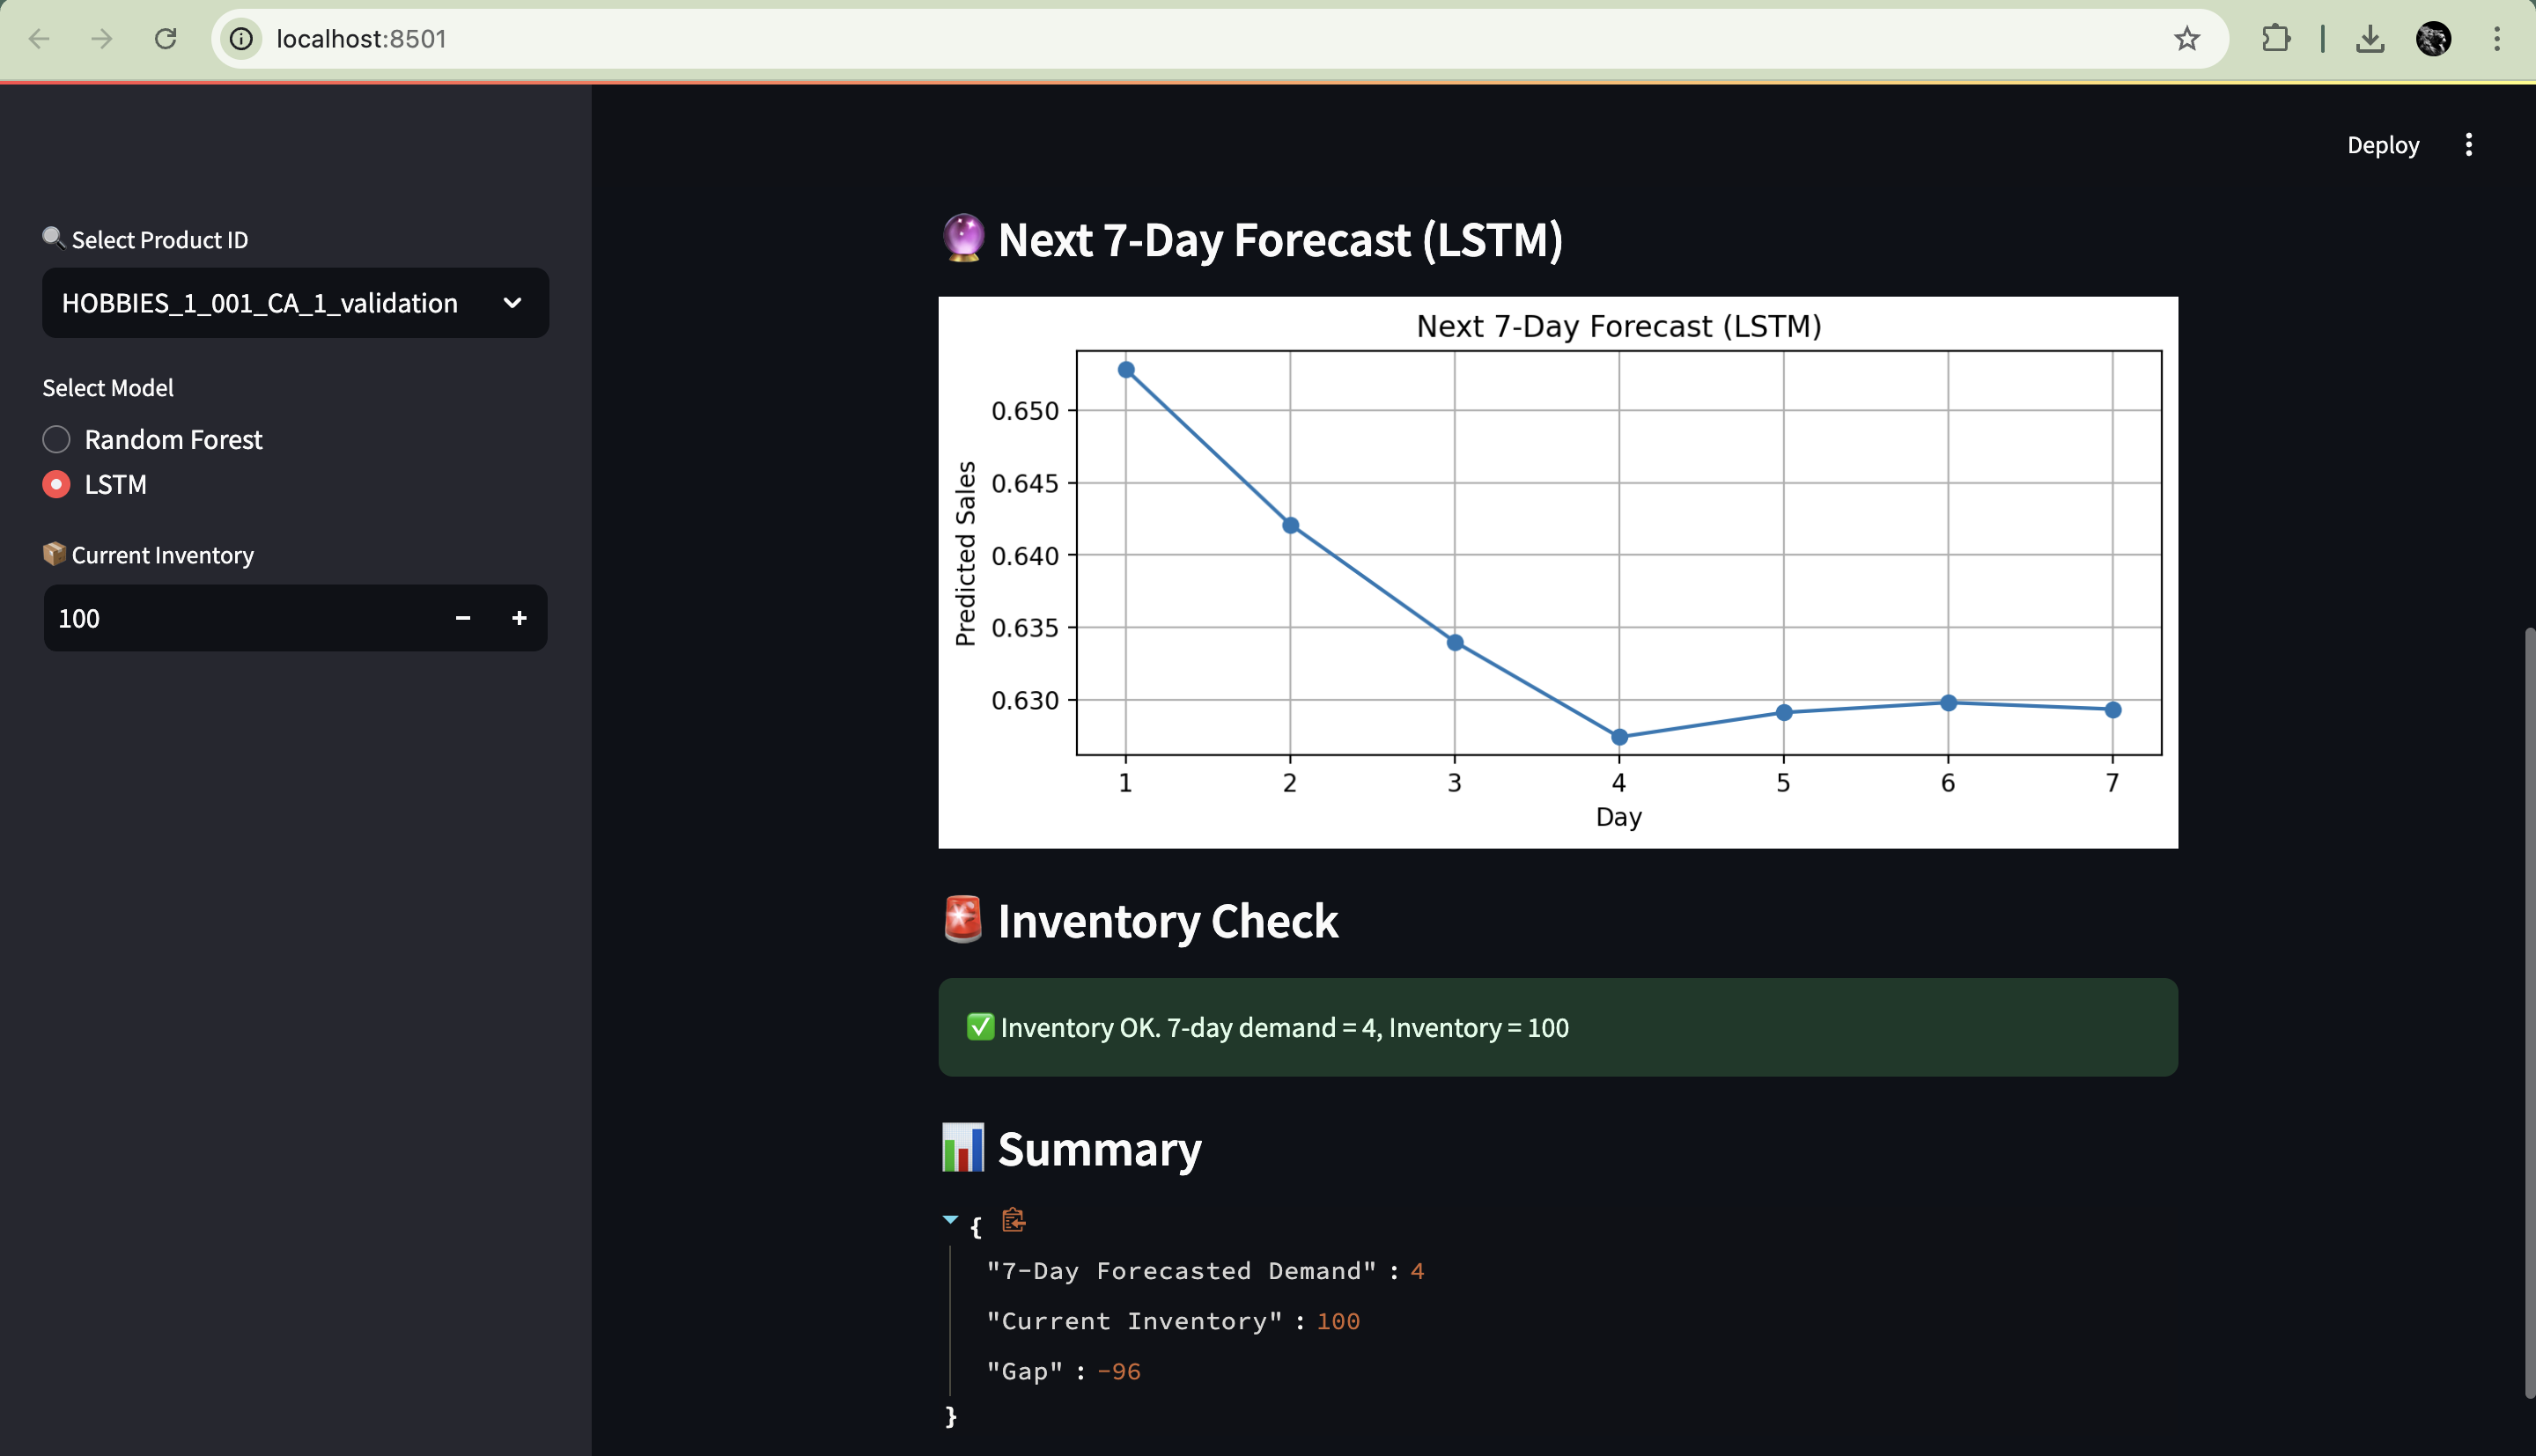 localhost:8501
Deploy
Select Product ID
HOBBIES_1_001_CA_1_validation
Select Model
Random Forest
LSTM
Current Inventory
100
− +
Next 7-Day Forecast (LSTM)
Next 7-Day Forecast (LSTM)
Predicted Sales
0.650
0.645
0.640
0.635
0.630
1 2 3 4 5 6 7
Day
Inventory Check
Inventory OK. 7-day demand = 4, Inventory = 100
Summary
{
"7-Day Forecasted Demand" : 4
"Current Inventory" : 100
"Gap" : -96
}